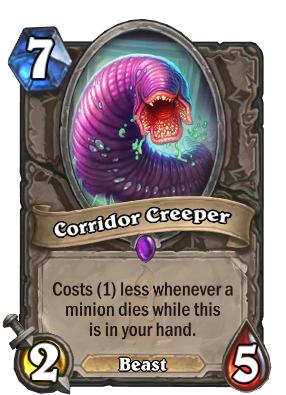 7
Corridor Creeper
Costs (1) less whenever a
minion dies while this
is in your hand.
2
Beast
5